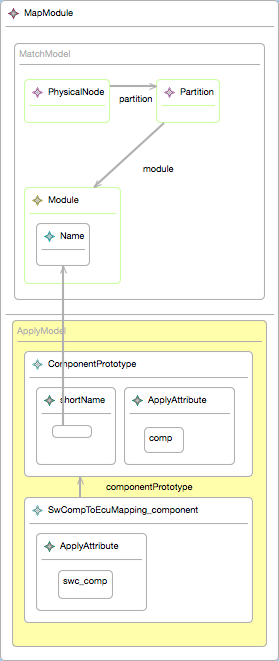 MapModule
MatchModel
PhysicalNode
Partition
partition
module
Module
Name
ApplyModel
ComponentPrototype
shortName
ApplyAttribute
comp
componentPrototype
SwCompToEcuMapping_component
ApplyAttribute
swc_comp